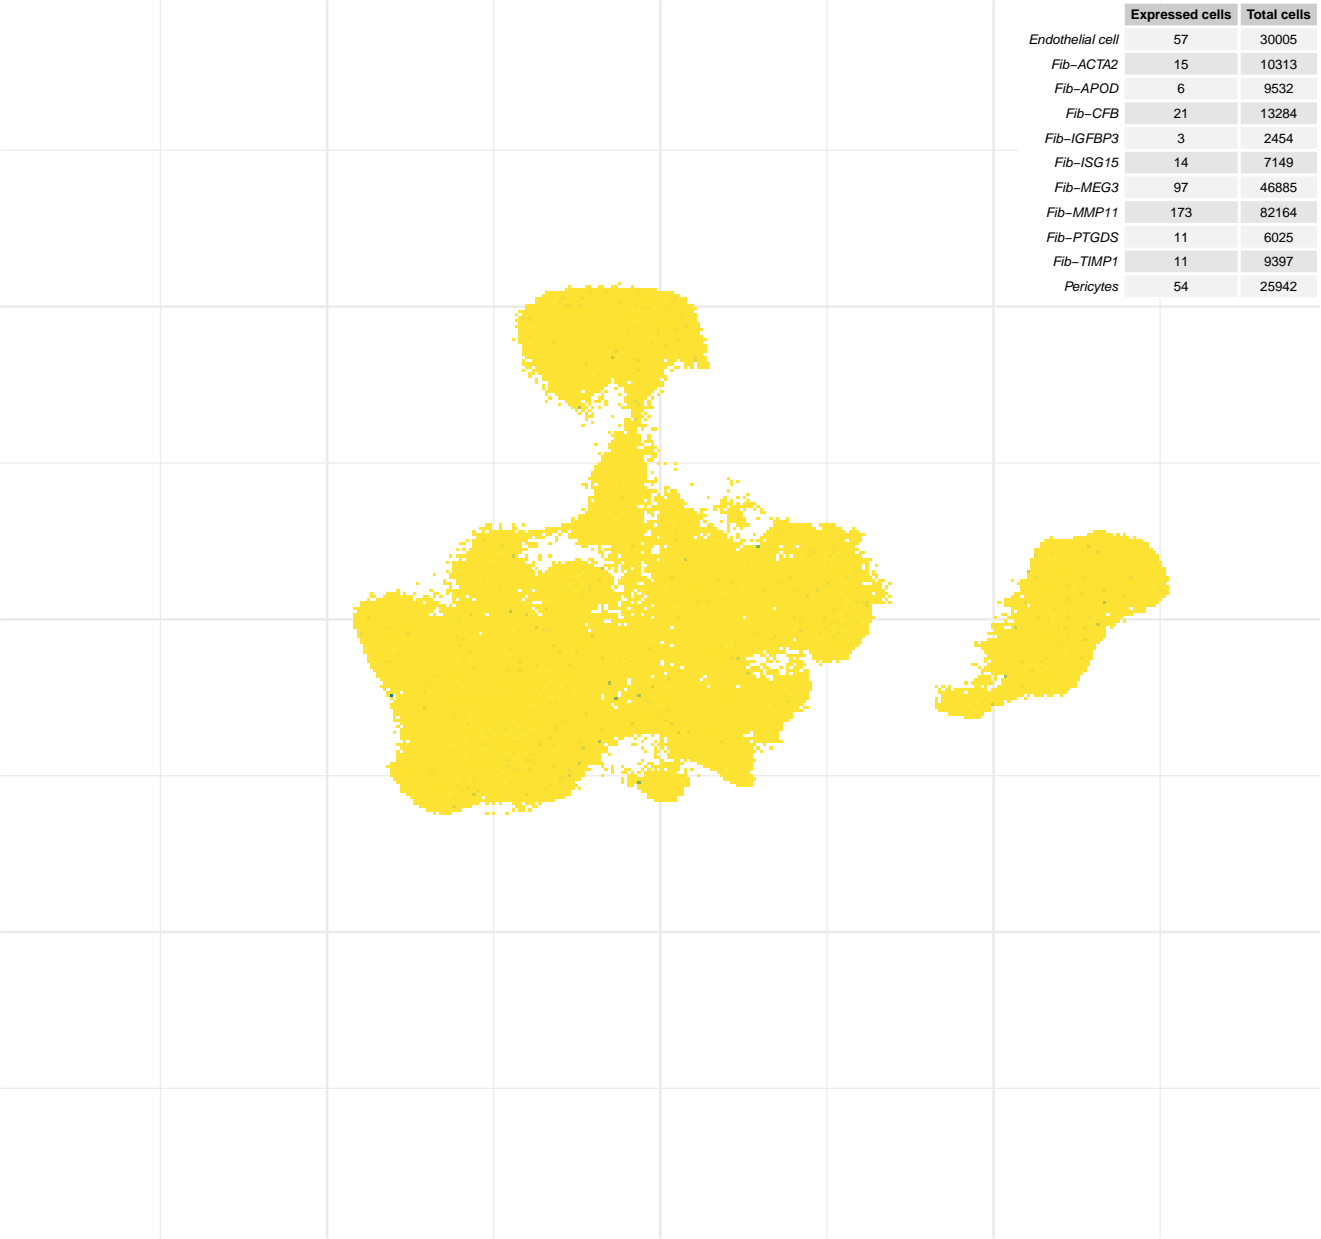 Expressed cells Total cells
Endothelial cell 57 30005
Fib−ACTA2 15 10313
Fib−APOD 6 9532
Fib−CFB 21 13284
Fib−IGFBP3 3 2454
Fib−ISG15 14 7149
Fib−MEG3 97 46885
Fib−MMP11 173 82164
Fib−PTGDS 11 6025
Fib−TIMP1 11 9397
Pericytes 54 25942